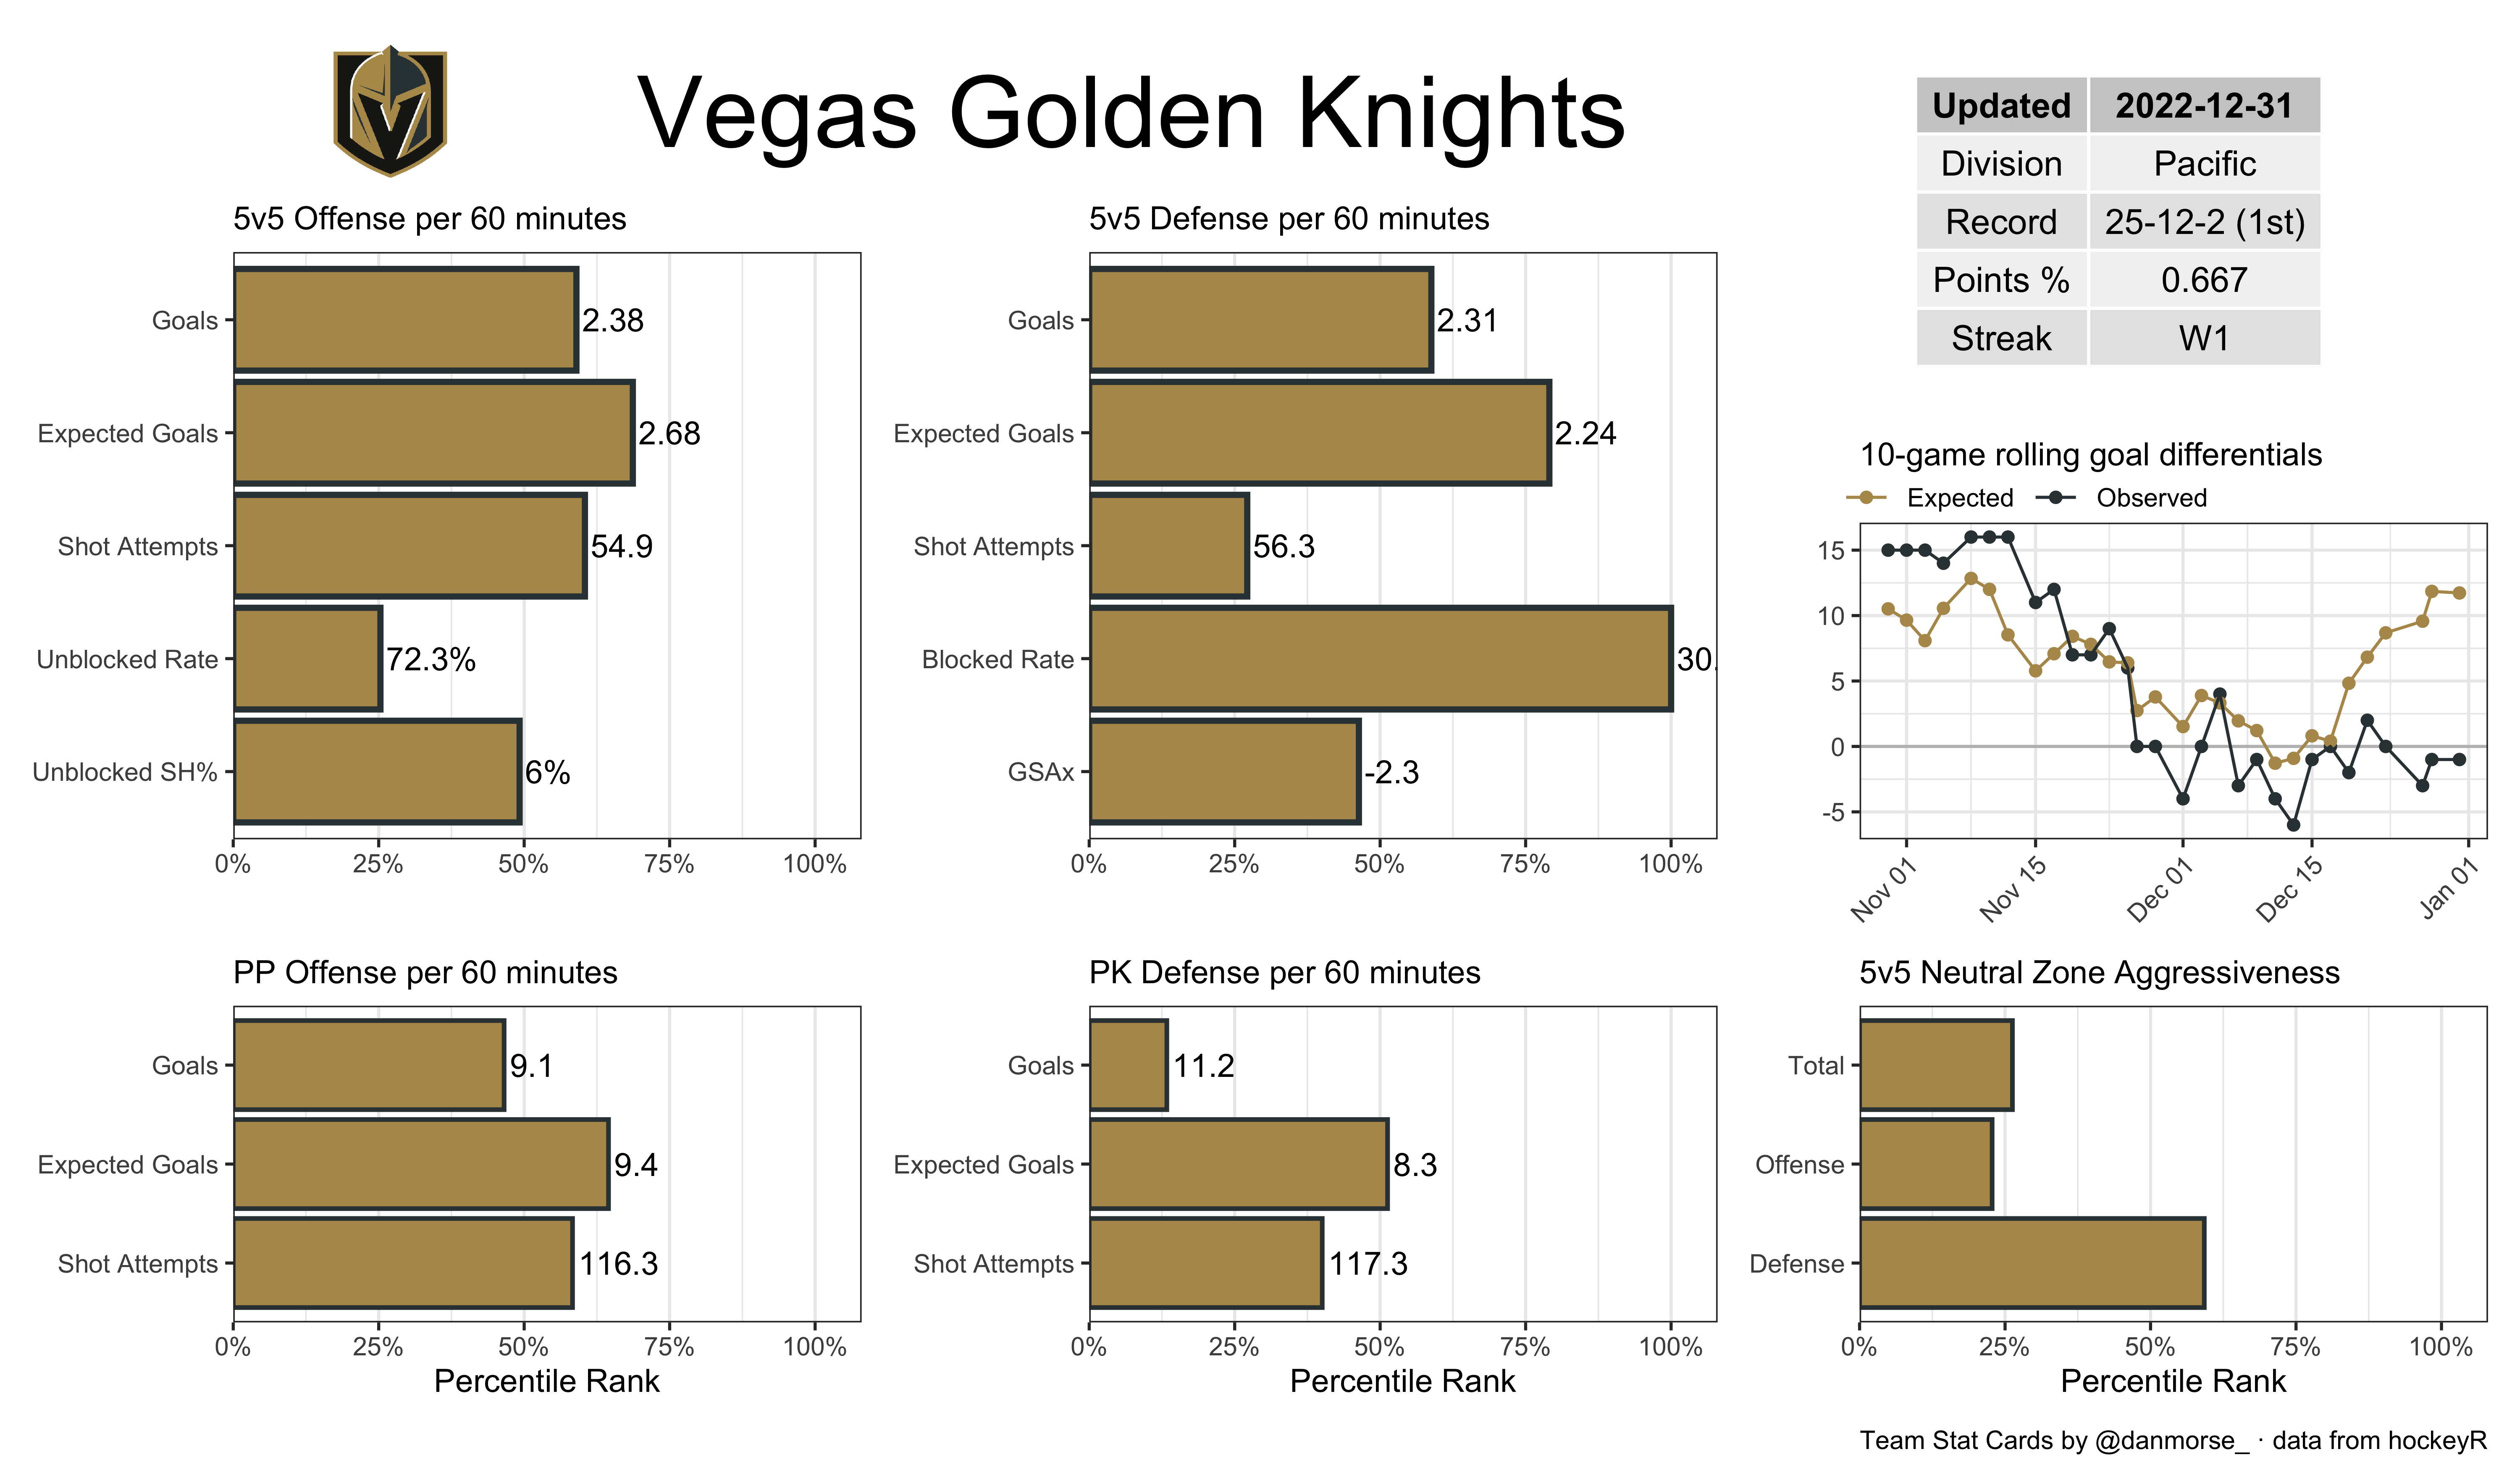 Vegas Golden Knights
Updated 2022-12-31
Division Pacific
Record 25-12-2 (1st)
Points % 0.667
Streak W1
5v5 Offense per 60 minutes
Goals 2.38
Expected Goals 2.68
Shot Attempts 54.9
Unblocked Rate 72.3%
Unblocked SH% 6%
0% 25% 50% 75% 100%
5v5 Defense per 60 minutes
Goals 2.31
Expected Goals 2.24
Shot Attempts 56.3
Blocked Rate 30.
GSAx -2.3
0% 25% 50% 75% 100%
10-game rolling goal differentials
Expected Observed
15
10
5
0
-5
Nov 01 Nov 15 Dec 01 Dec 15 Jan 01
PP Offense per 60 minutes
Goals 9.1
Expected Goals 9.4
Shot Attempts 116.3
0% 25% 50% 75% 100%
Percentile Rank
PK Defense per 60 minutes
Goals 11.2
Expected Goals 8.3
Shot Attempts 117.3
0% 25% 50% 75% 100%
Percentile Rank
5v5 Neutral Zone Aggressiveness
Total
Offense
Defense
0% 25% 50% 75% 100%
Percentile Rank
Team Stat Cards by @danmorse_ · data from hockeyR